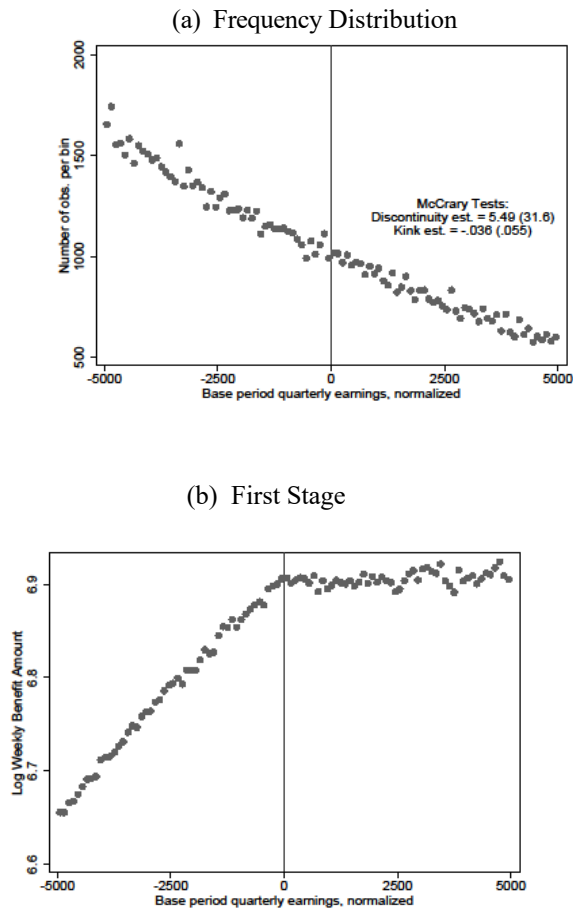 (a) Frequency Distribution
Number of obs. per bin
2000
1500
1000
500
McCrary Tests:
Discontinuity est. = 5.49 (31.6)
Kink est. = -.036 (.055)
-5000 -2500 0 2500 5000
Base period quarterly earnings, normalized
(b) First Stage
Log Weekly Benefit Amount
6.9
6.8
6.7
6.6
-5000 -2500 0 2500 5000
Base period quarterly earnings, normalized